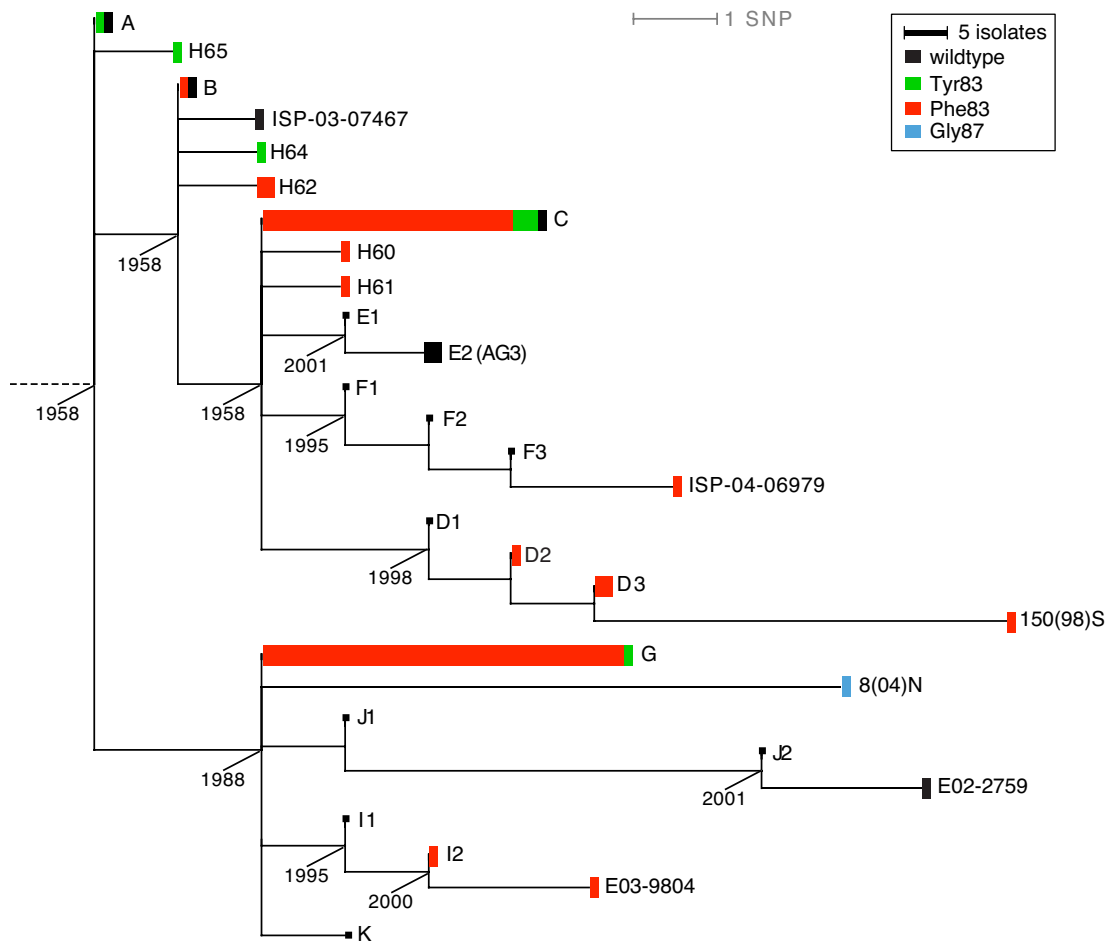 A
1 SNP
5 isolates
wildtype
Tyr83
Phe83
Gly87
H65
B
ISP-03-07467
H64
H62
C
1958
H60
H61
E1
E2 (AG3)
2001
F1
1958
1958
F2
1995
F3
ISP-04-06979
D1
D2
1998
D3
150(98)S
G
8(04)N
J1
J2
1988
E02-2759
2001
I1
I2
1995
E03-9804
2000
K